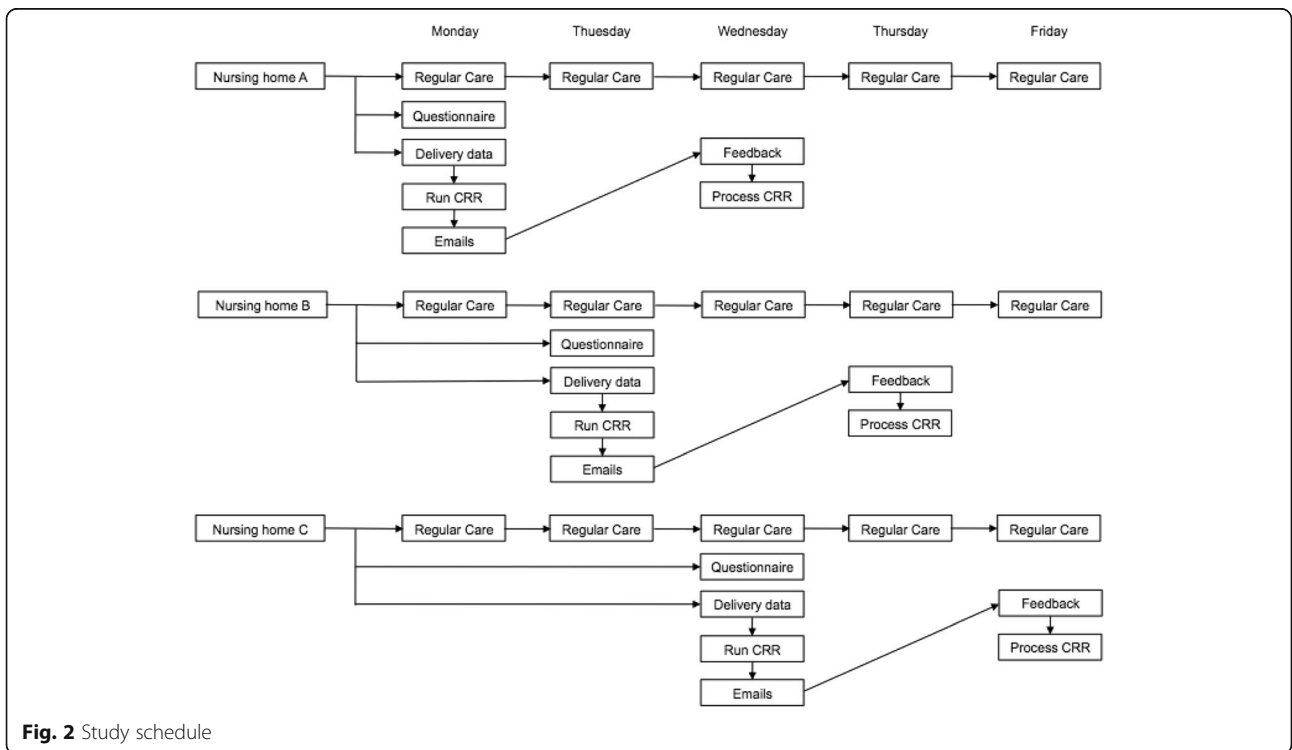 Monday Thuesday Wednesday Thursday Friday
Nursing home A Regular Care Regular Care Regular Care Regular Care Regular Care
Questionnaire
Delivery data Feedback
Run CRR Process CRR
Emails
Nursing home B Regular Care Regular Care Regular Care Regular Care Regular Care
Questionnaire
Delivery data Feedback
Run CRR Process CRR
Emails
Nursing home C Regular Care Regular Care Regular Care Regular Care Regular Care
Questionnaire
Delivery data Feedback
Run CRR Process CRR
Emails
Fig. 2 Study schedule